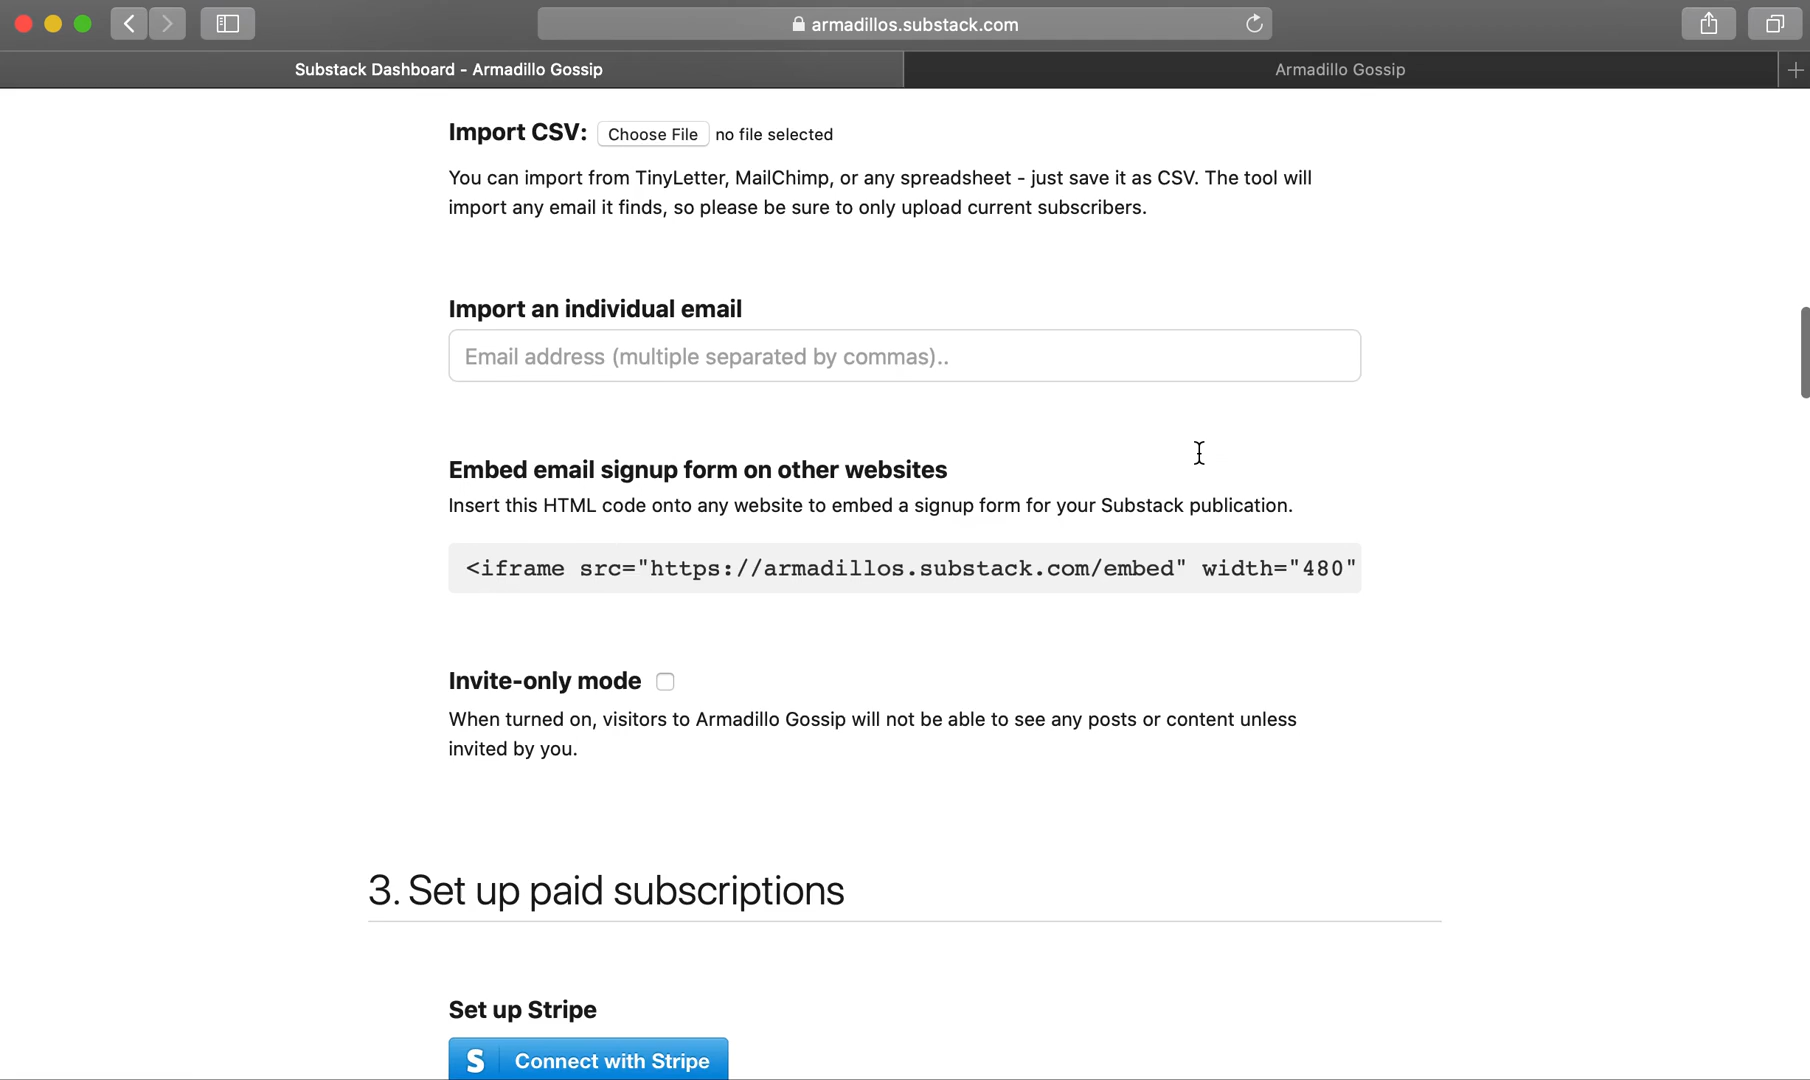 armadillos.substack.com
Substack Dashboard - Armadillo Gossip
Armadillo Gossip
Import CSV: Choose File no file selected
You can import from TinyLetter, MailChimp, or any spreadsheet - just save it as CSV. The tool will
import any email it finds, so please be sure to only upload current subscribers.
Import an individual email
Email address (multiple separated by commas)..
Embed email signup form on other websites
Insert this HTML code onto any website to embed a signup form for your Substack publication.
<iframe src="https://armadillos.substack.com/embed" width="480"
Invite-only mode
When turned on, visitors to Armadillo Gossip will not be able to see any posts or content unless
invited by you.
3. Set up paid subscriptions
Set up Stripe
S Connect with Stripe